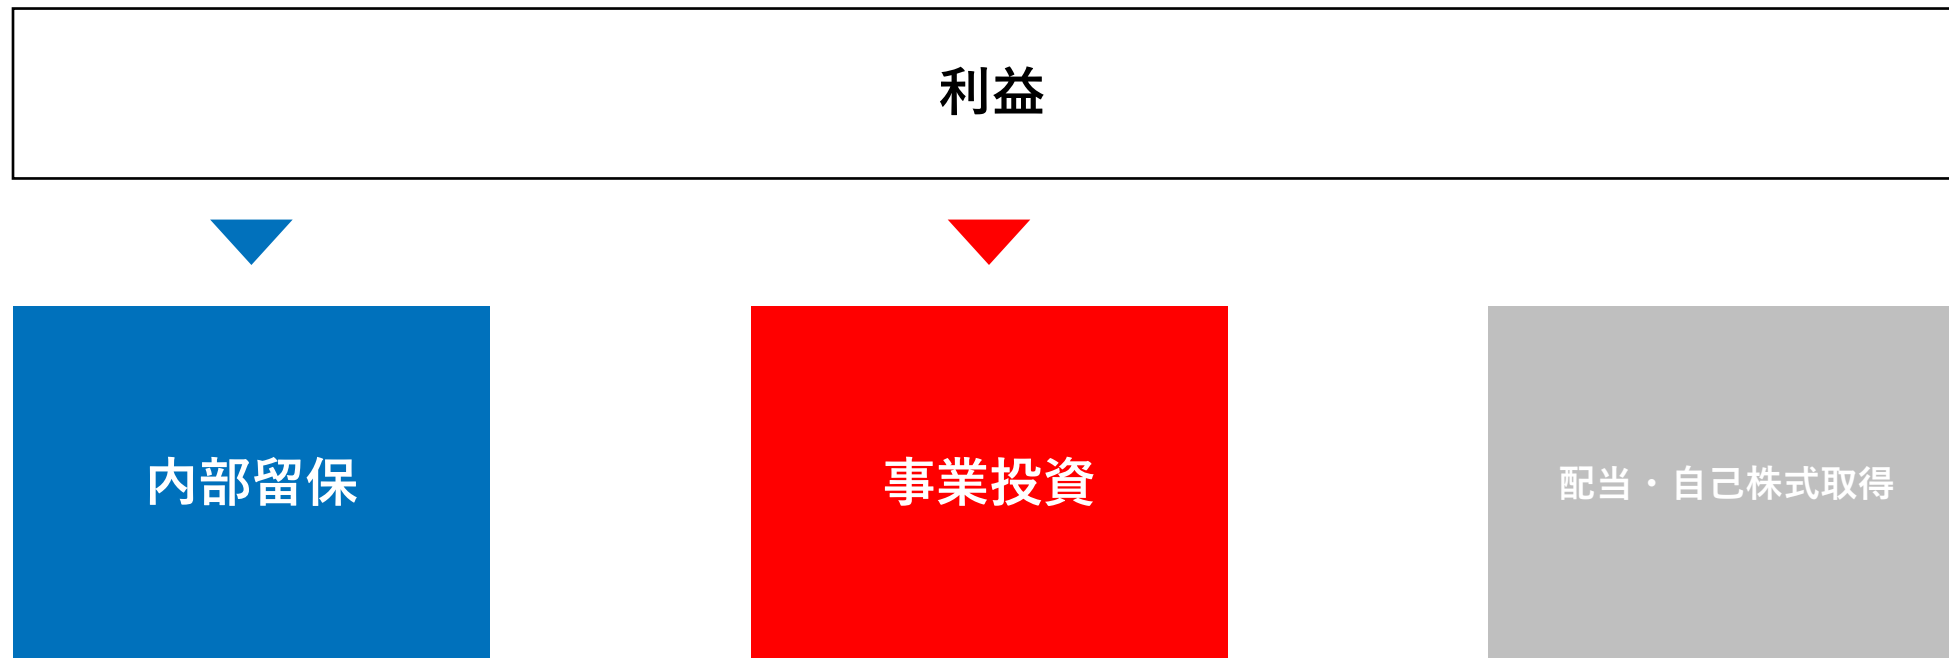 利益
内部留保
事業投資
配当・自己株式取得